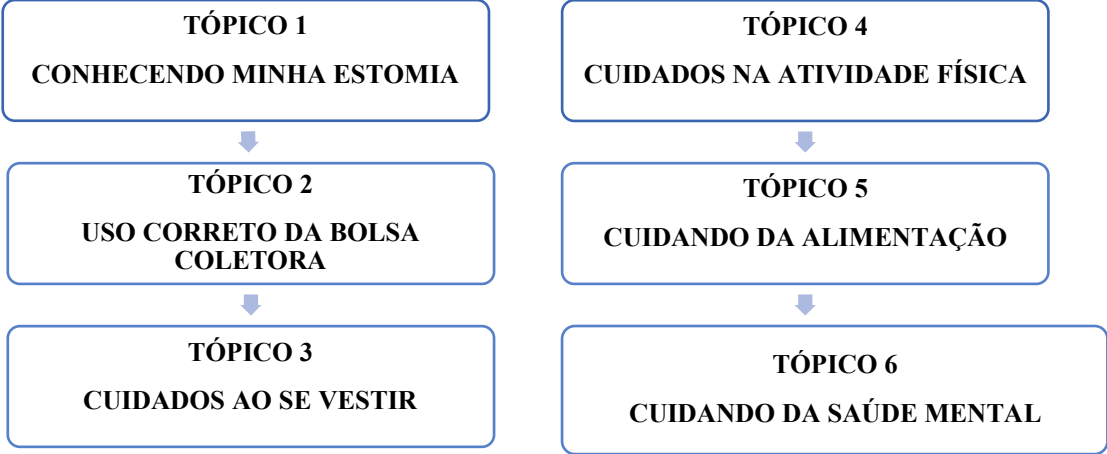 TÓPICO 1
CONHECENDO MINHA ESTOMIA
TÓPICO 2
USO CORRETO DA BOLSA
COLETORA
TÓPICO 3
CUIDADOS AO SE VESTIR
TÓPICO 4
CUIDADOS NA ATIVIDADE FÍSICA
TÓPICO 5
CUIDANDO DA ALIMENTAÇÃO
TÓPICO 6
CUIDANDO DA SAÚDE MENTAL